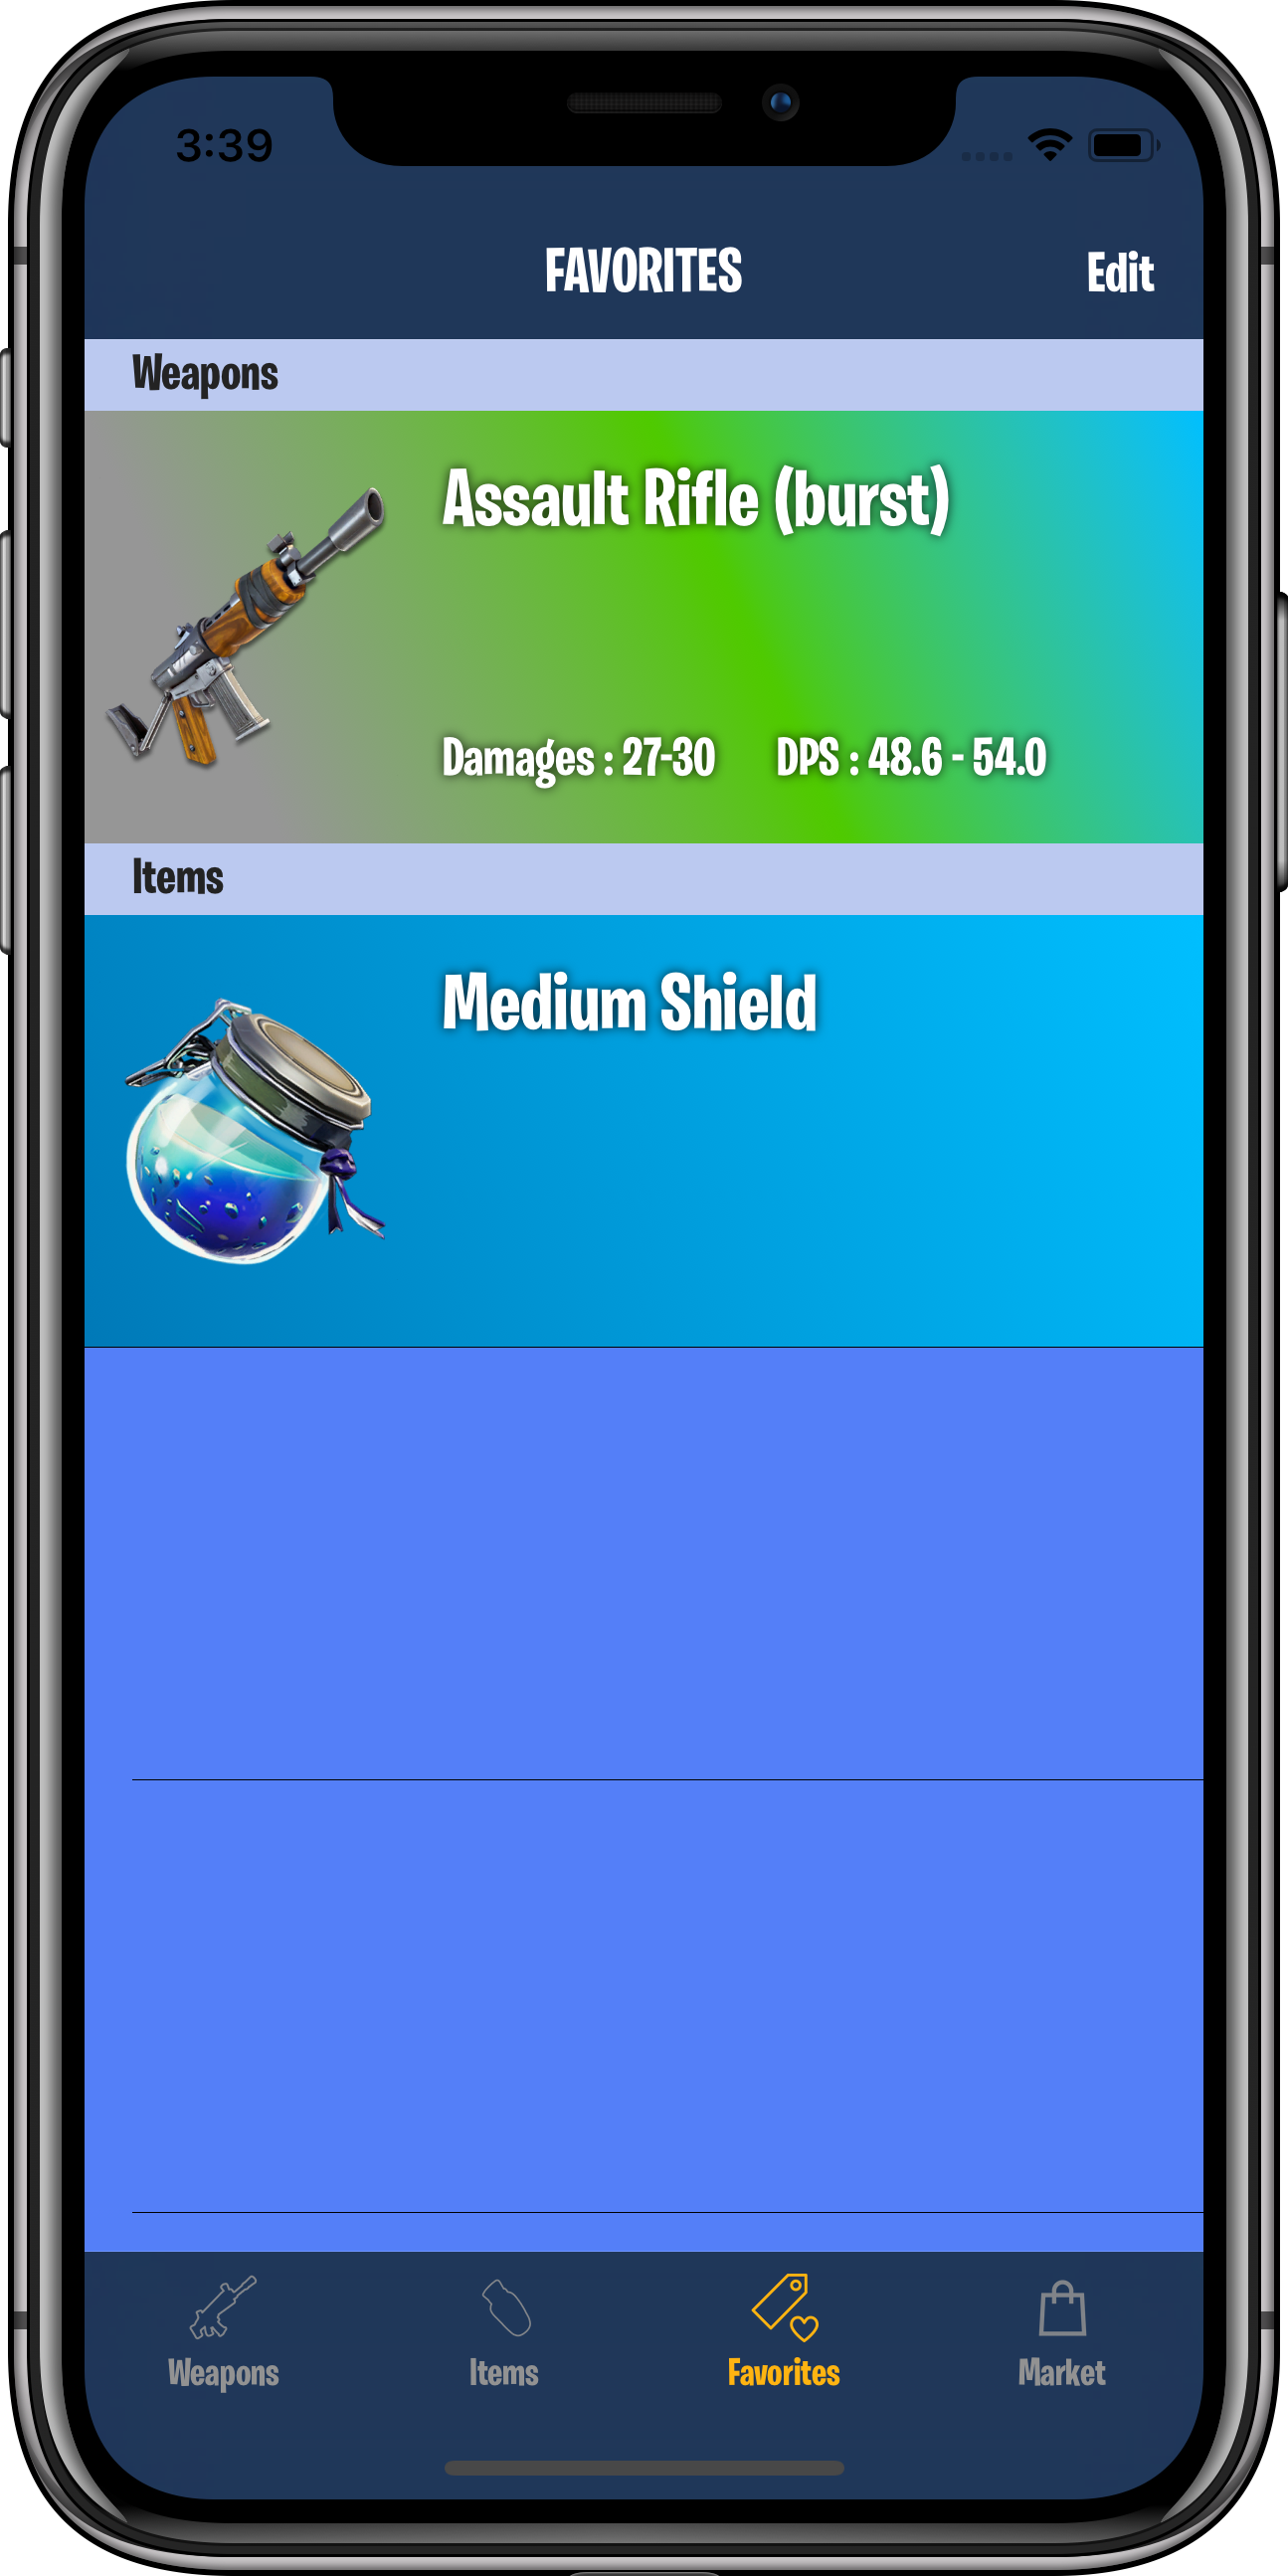 3:39
FAVORITES
Edit
Weapons
Assault Rifle (burst)
Damages : 27-30 DPS : 48.6 - 54.0
Items
Medium Shield
Weapons Items Favorites Market